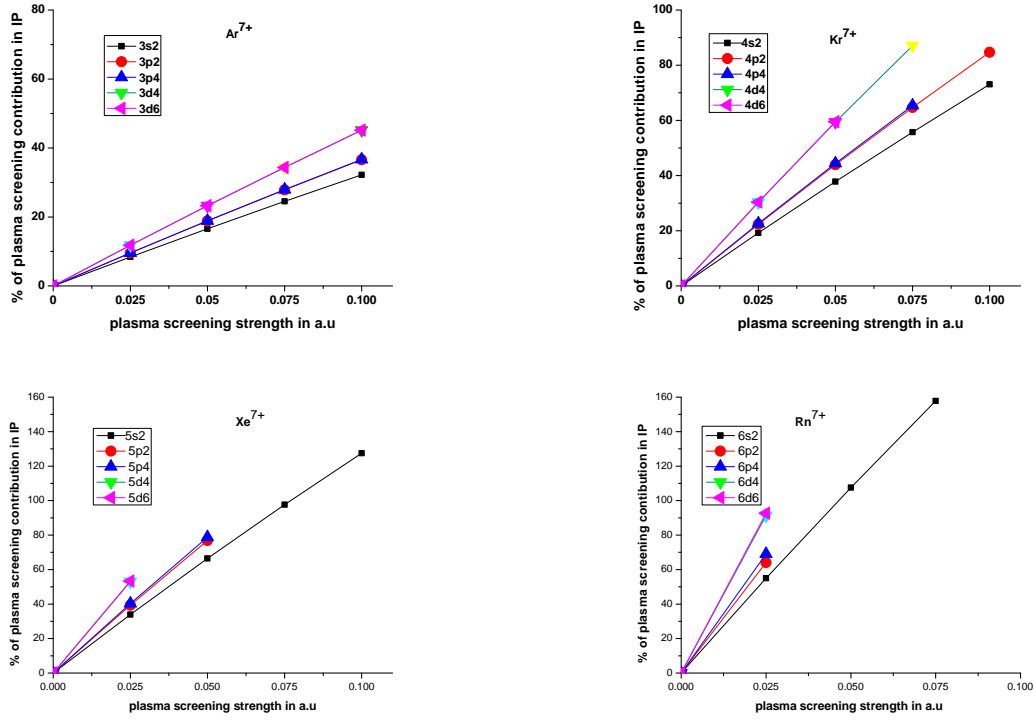 Ar7+
3s2
3p2
3p4
3d4
3d6
80
60
40
20
0
0
0.025
0.05
0.075
0.100
% of plasma screening contribution in IP
plasma screening strength in a.u
Kr7+
4s2
4p2
4p4
4d4
4d6
100
80
60
40
20
0
0
0.025
0.050
0.075
0.100
% of plasma screening contribution in IP
plasma screening strength in a.u
Xe7+
5s2
5p2
5p4
5d4
5d6
160
140
120
100
80
60
40
20
0
0.000
0.025
0.050
0.075
0.100
% of plasma screening contribution in IP
plasma screening strength in a.u
Rn7+
6s2
6p2
6p4
6d4
6d6
160
140
120
100
80
60
40
20
0
0.000
0.025
0.050
0.075
0.100
% of plasma screening contibution in IP
plasma screening strength in a.u